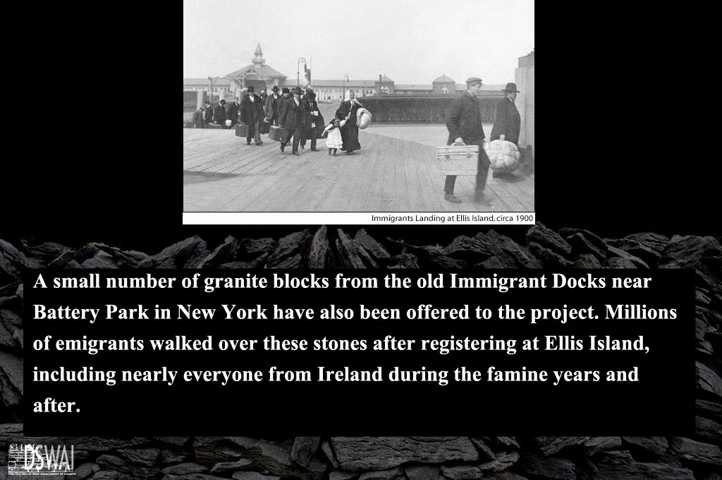 Immigrants Landing at Ellis Island, circa 1900
A small number of granite blocks from the old Immigrant Docks near
Battery Park in New York have also been offered to the project. Millions
of emigrants walked over these stones after registering at Ellis Island,
including nearly everyone from Ireland during the famine years and
after.
DSWAI